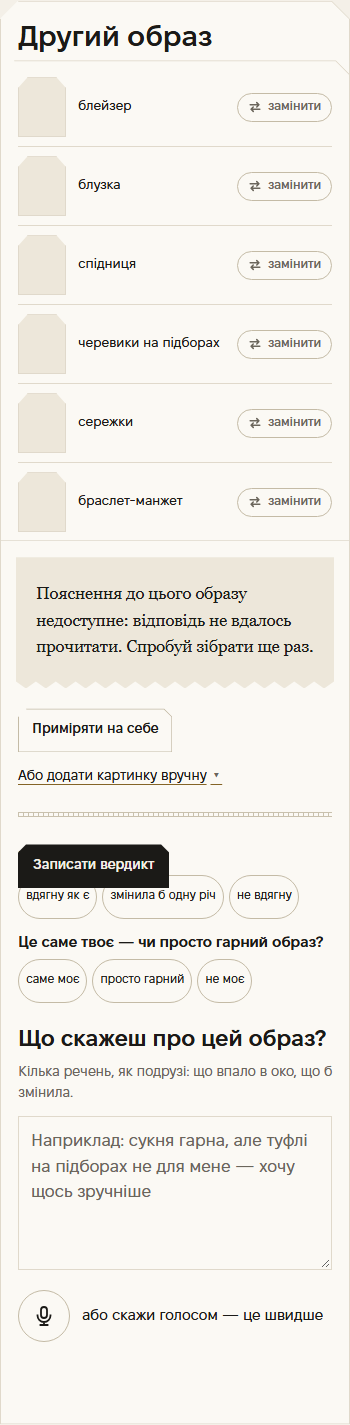 Другий образ
блейзер
замінити
блузка
замінити
спідниця
замінити
черевики на підборах
замінити
сережки
замінити
браслет-манжет
замінити
Пояснення до цього образу
недоступне: відповідь не вдалось
прочитати. Спробуй зібрати ще раз.
Приміряти на себе
Або додати картинку вручну
Записати вердикт
вдягну як є
змінила б одну річ
не вдягну
Це саме твоє — чи просто гарний образ?
саме моє
просто гарний
не моє
Що скажеш про цей образ?
Кілька речень, як подрузі: що впало в око, що б
змінила.
Наприклад: сукня гарна, але туфлі
на підборах не для мене — хочу
щось зручніше
або скажи голосом — це швидше